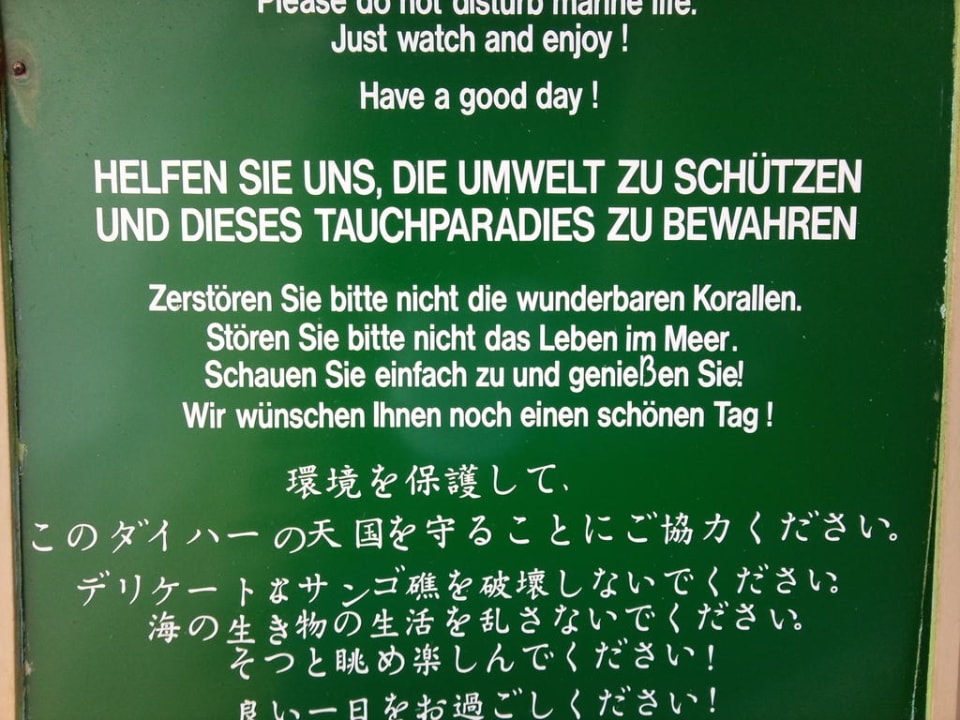 Please do not disturb marine life.
Just watch and enjoy !
Have a good day !
HELFEN SIE UNS, DIE UMWELT ZU SCHÜTZEN
UND DIESES TAUCHPARADIES ZU BEWAHREN
Zerstören Sie bitte nicht die wunderbaren Korallen.
Stören Sie bitte nicht das Leben im Meer.
Schauen Sie einfach zu und genießen Sie!
Wir wünschen Ihnen noch einen schönen Tag !
環境を保護して、
このダイハーの天国を守ることにご協力ください。
デリケートなサンゴ礁を破壊しないでください。
海の生き物の生活を乱さないでください。
そつと眺め楽しんでください!
良い一日をお過ごしください!